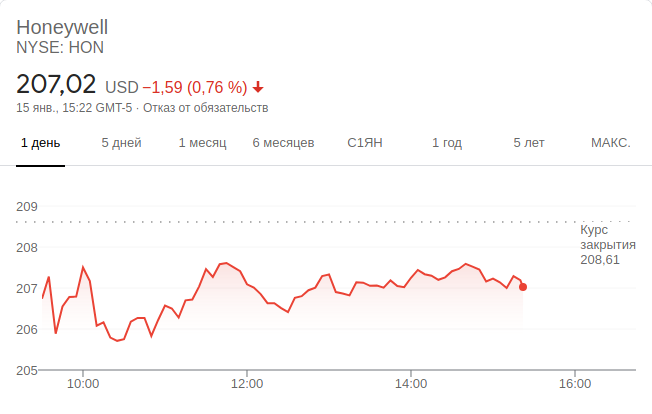 Honeywell
NYSE: HON
207,02 USD −1,59 (0,76 %)
15 янв., 15:22 GMT-5 · Отказ от обязательств
1 день 5 дней 1 месяц 6 месяцев С1ЯН 1 год 5 лет МАКС.
209
Курс
закрытия
208,61
208
207
206
205
10:00 12:00 14:00 16:00